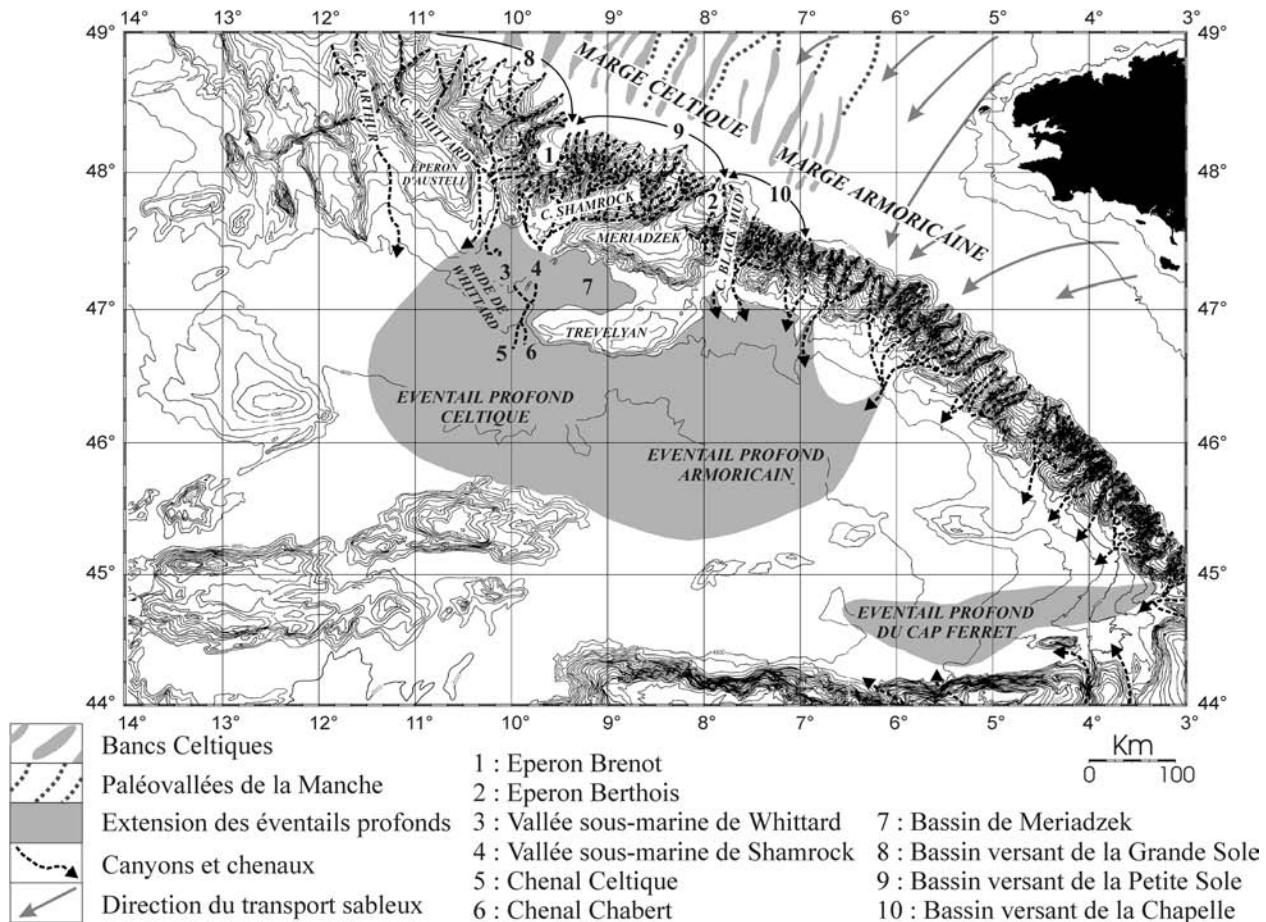 14° 13° 12° 11° 10° 9° 8° 7° 6° 5° 4° 3°
49° 49°
48° 48°
47° 47°
46° 46°
45° 45°
44° 44°
14° 13° 12° 11° 10° 9° 8° 7° 6° 5° 4° 3°
8
9
10
MARGE CELTIQUE
MARGE ARMORICAINE
C. R. ARTHUR
C. WHITTARD
EPERON
D'AUSTELL
1
C. SHAMROCK
2
MERIADZEK
C. BLACK MUD
RIDE DE
WHITTARD
3
4
7
TREVELYAN
5
6
EVENTAIL PROFOND
CELTIQUE
EVENTAIL PROFOND
ARMORICAIN
EVENTAIL PROFOND
DU CAP FERRET
Km
0 100
Bancs Celtiques
Paléovallées de la Manche
Extension des éventails profonds
Canyons et chenaux
Direction du transport sableux
1 : Eperon Brenot
2 : Eperon Berthois
3 : Vallée sous-marine de Whittard
4 : Vallée sous-marine de Shamrock
5 : Chenal Celtique
6 : Chenal Chabert
7 : Bassin de Meriadzek
8 : Bassin versant de la Grande Sole
9 : Bassin versant de la Petite Sole
10 : Bassin versant de la Chapelle